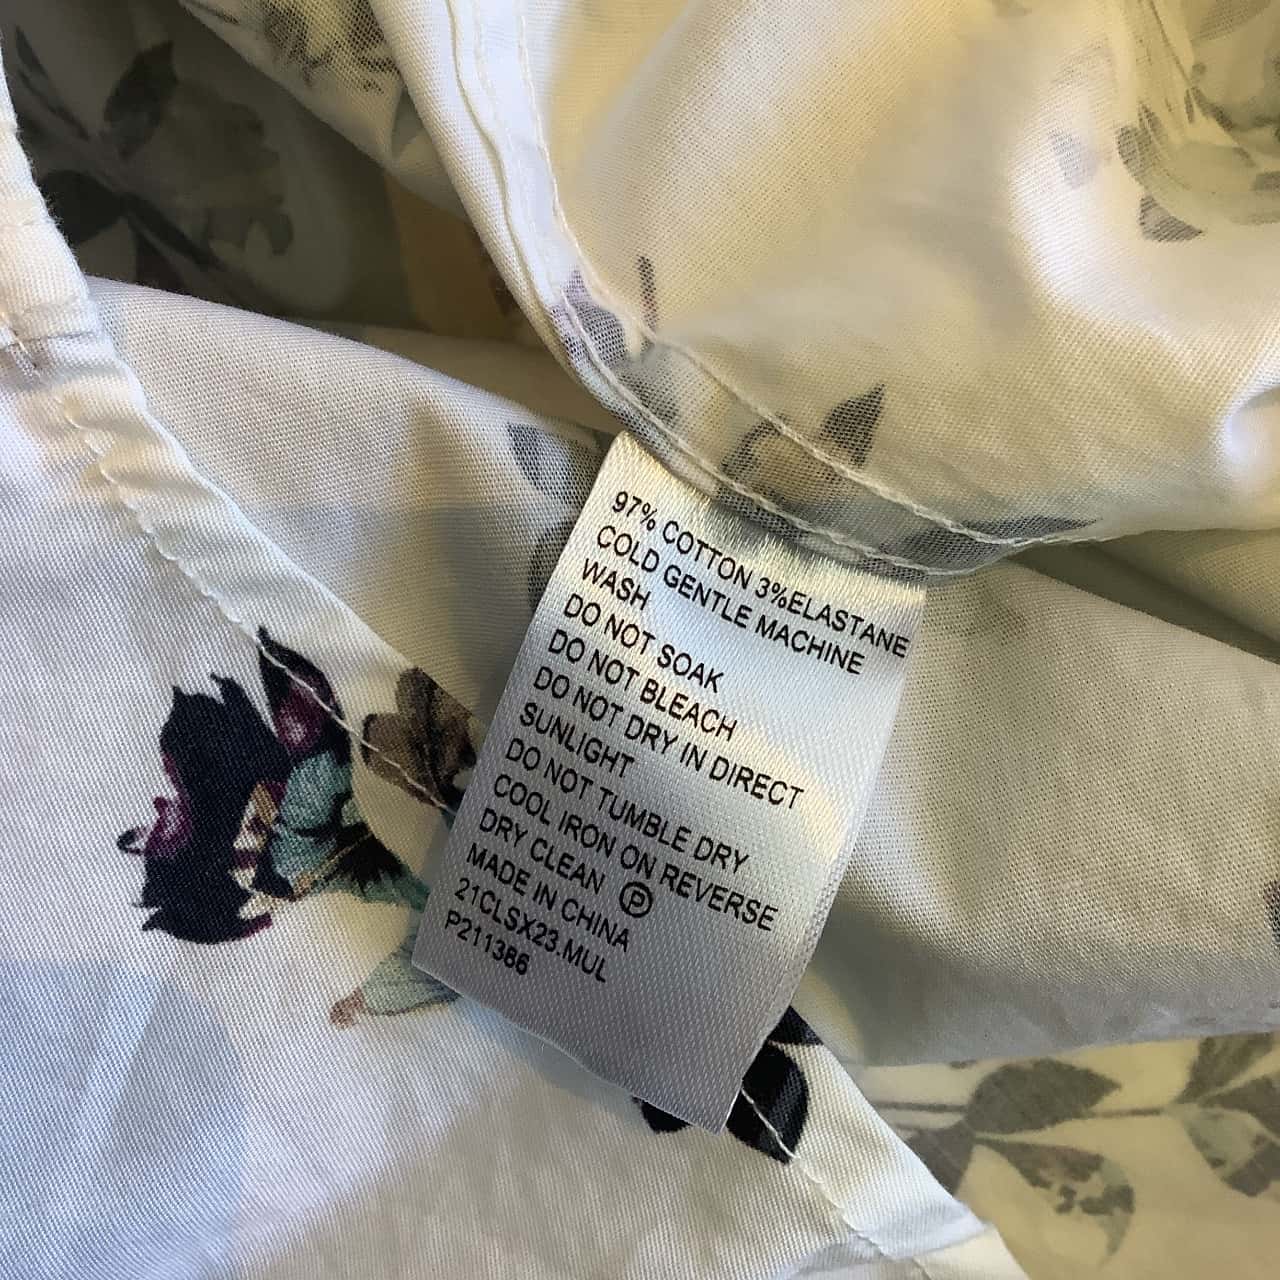 97% COTTON 3%ELASTANE
COLD GENTLE MACHINE
WASH
DO NOT SOAK
DO NOT BLEACH
DO NOT DRY IN DIRECT
SUNLIGHT
DO NOT TUMBLE DRY
COOL IRON ON REVERSE
DRY CLEAN Ⓟ
MADE IN CHINA
21CLSX23.MUL
P211386